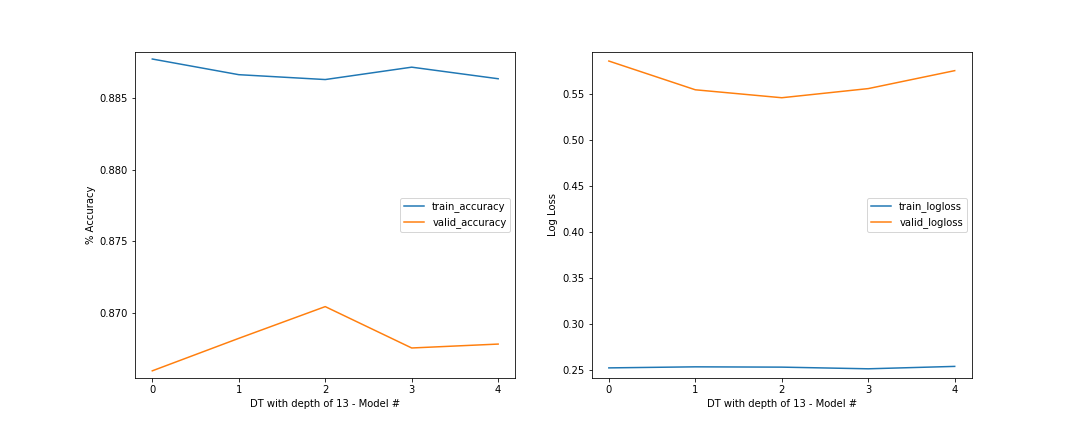 % Accuracy
0.885
0.880
0.875
0.870
train_accuracy
valid_accuracy
0 1 2 3 4
DT with depth of 13 - Model #
Log Loss
0.55
0.50
0.45
0.40
0.35
0.30
0.25
train_logloss
valid_logloss
0 1 2 3 4
DT with depth of 13 - Model #